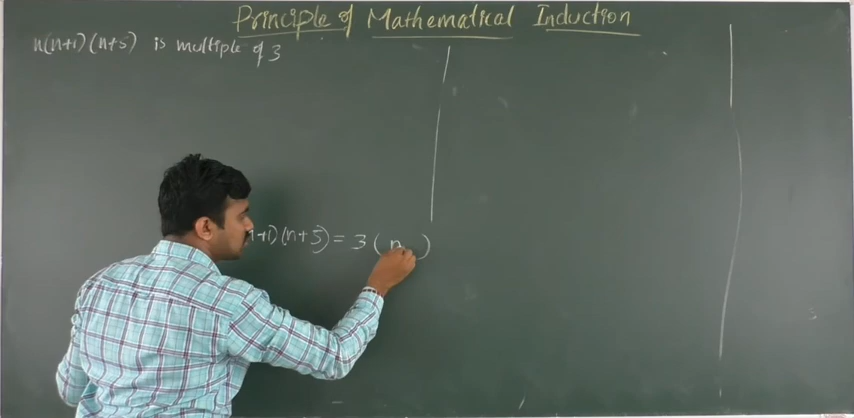 Principle of Mathematical Induction
n(n+1)(n+5) is multiple of 3
n+1)(n+5) = 3(n )